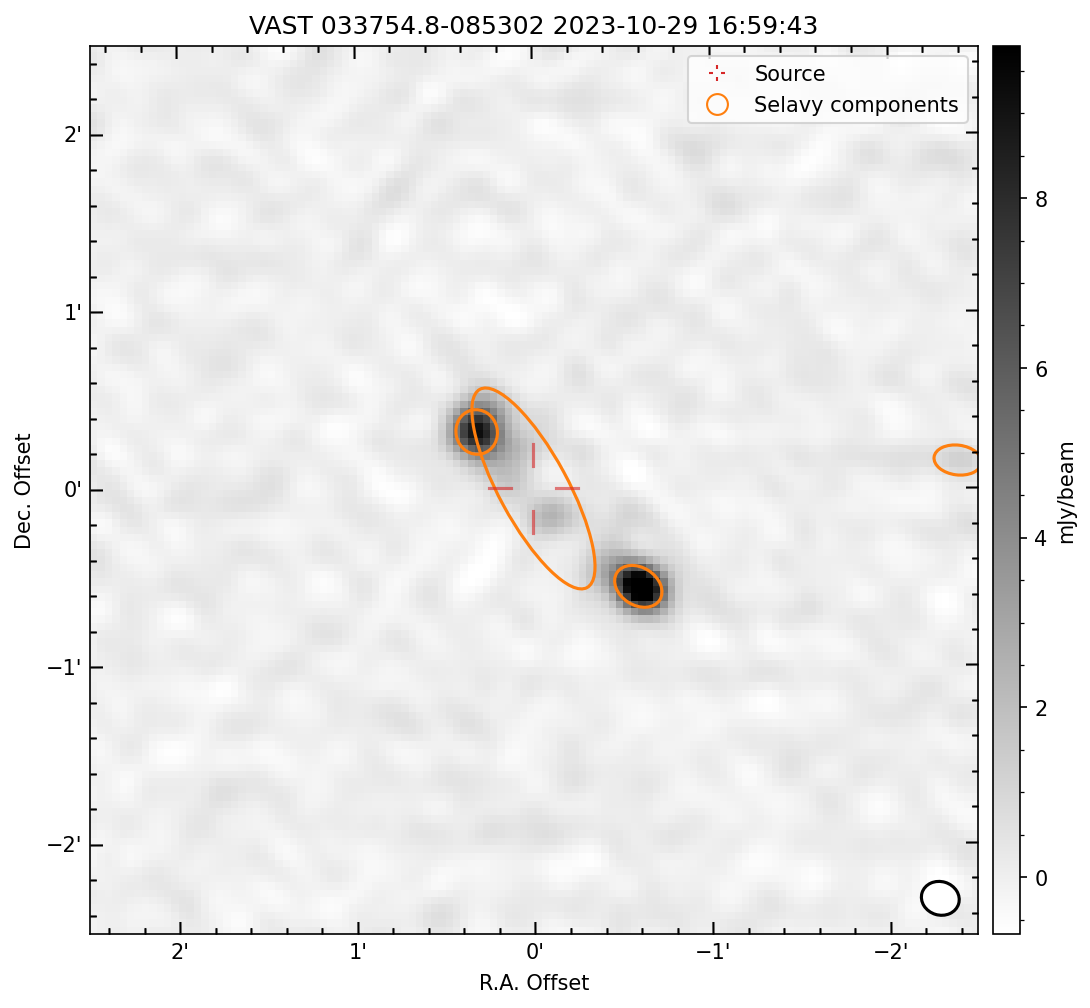 VAST 033754.8-085302 2023-10-29 16:59:43
Source
Selavy components
2'
1'
0'
−1'
−2'
Dec. Offset
2'
1'
0'
−1'
−2'
R.A. Offset
8
6
4
2
0
mJy/beam